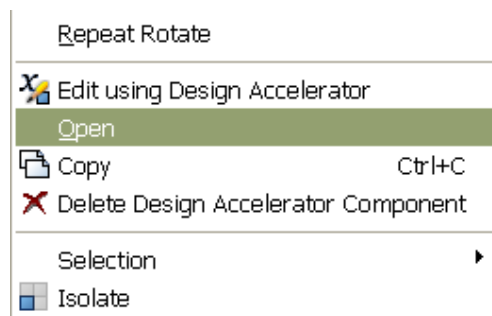 Repeat Rotate
Edit using Design Accelerator
Open
Copy Ctrl+C
Delete Design Accelerator Component
Selection
Isolate